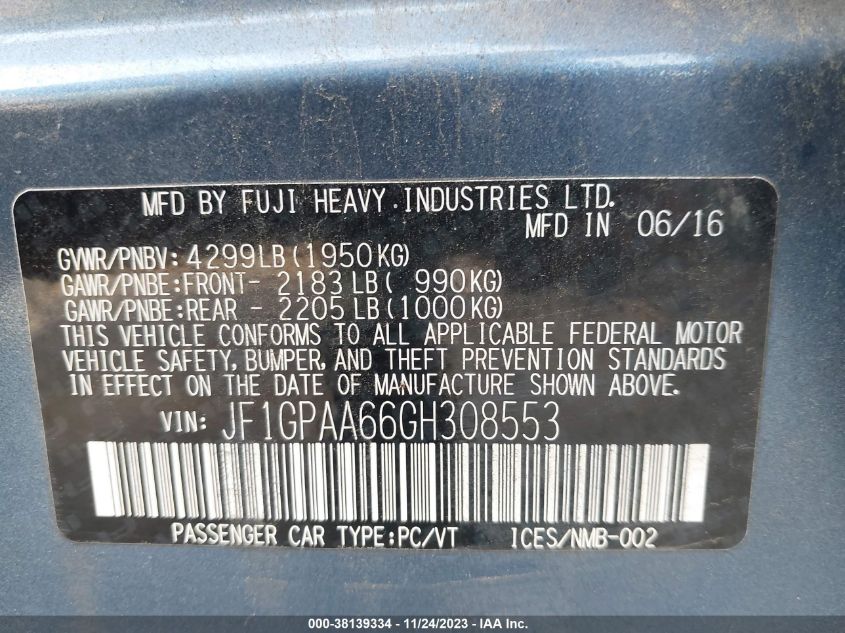 MFD BY FUJI HEAVY INDUSTRIES LTD.
MFD IN 06/16
GVWR/PNBV: 4299LB(1950KG)
GAWR/PNBE:FRONT- 2183LB( 990KG)
GAWR/PNBE:REAR - 2205LB(1000KG)
THIS VEHICLE CONFORMS TO ALL APPLICABLE FEDERAL MOTOR
VEHICLE SAFETY, BUMPER, AND THEFT PREVENTION STANDARDS
IN EFFECT ON THE DATE OF MANUFACTURE SHOWN ABOVE.
VIN: JF1GPAA66GH308553
PASSENGER CAR TYPE:PC/VT ICES/NMB-002
000-38139334 - 11/24/2023 - IAA Inc.